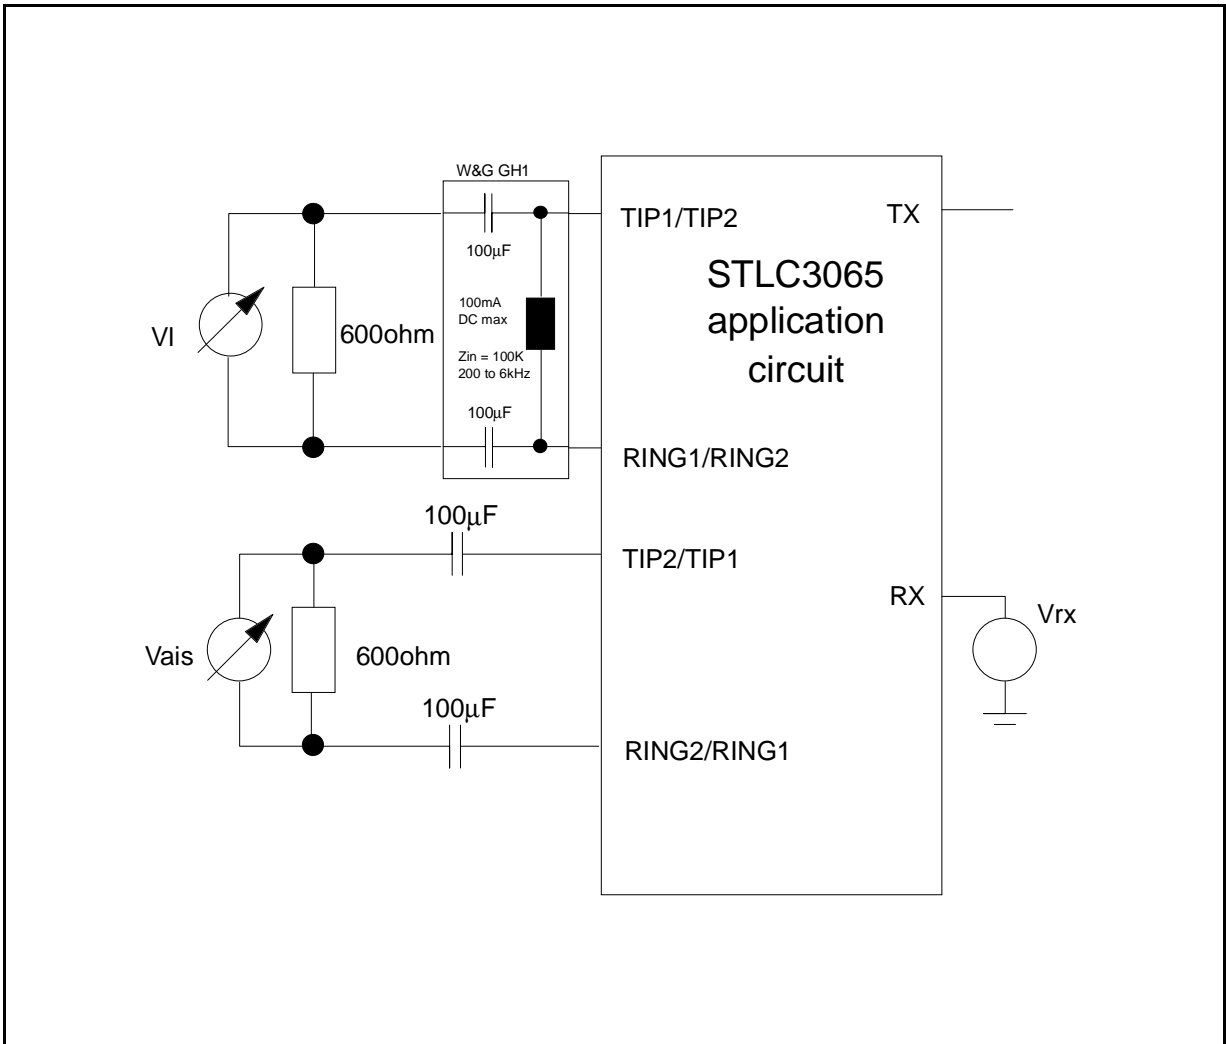 W&G GH1
100µF
100mA
DC max
Zin = 100K
200 to 6kHz
100µF
VI
600ohm
TIP1/TIP2
TX
STLC3065
application
circuit
RING1/RING2
100µF
TIP2/TIP1
RX
Vrx
Vais
600ohm
100µF
RING2/RING1